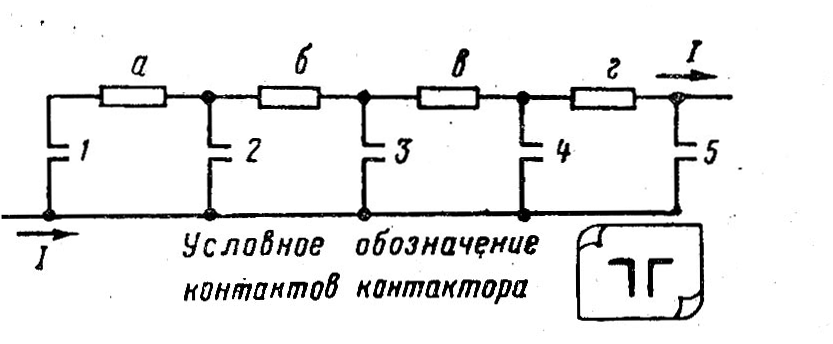 а б в г I
1 2 3 4 5
I
Условное обозначение
контактов контактора